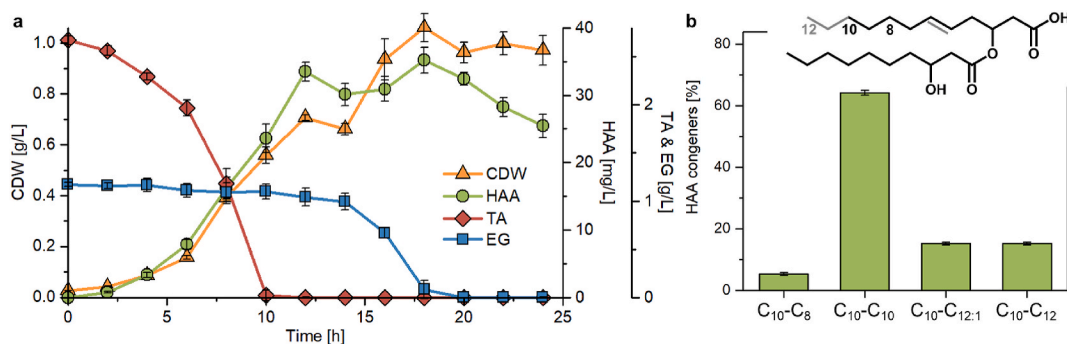 a
CDW [g/L]
1.0
0.8
0.6
0.4
0.2
0.0
0
5
10
15
20
25
Time [h]
CDW
HAA
TA
EG
40
30
20
10
0
HAA [mg/L]
2
1
0
TA & EG [g/L]
b
HAA congeners [%]
80
60
40
20
0
C₁₀-C₈
C₁₀-C₁₀
C₁₀-C₁₂:₁
C₁₀-C₁₂
12
10
8
OH
O
O
OH
O